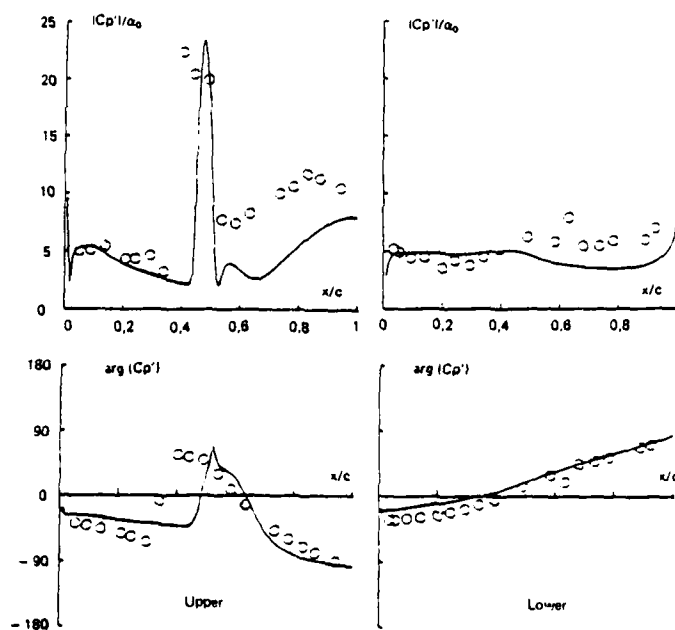 |Cp'|/α₀
25
20
15
10
5
0
x/c
0 0,2 0,4 0,6 0,8 1
|Cp'|/α₀
x/c
0 0,2 0,4 0,6 0,8
arg (Cp')
180
90
0
- 90
- 180
x/c
Upper
arg (Cp')
x/c
Lower